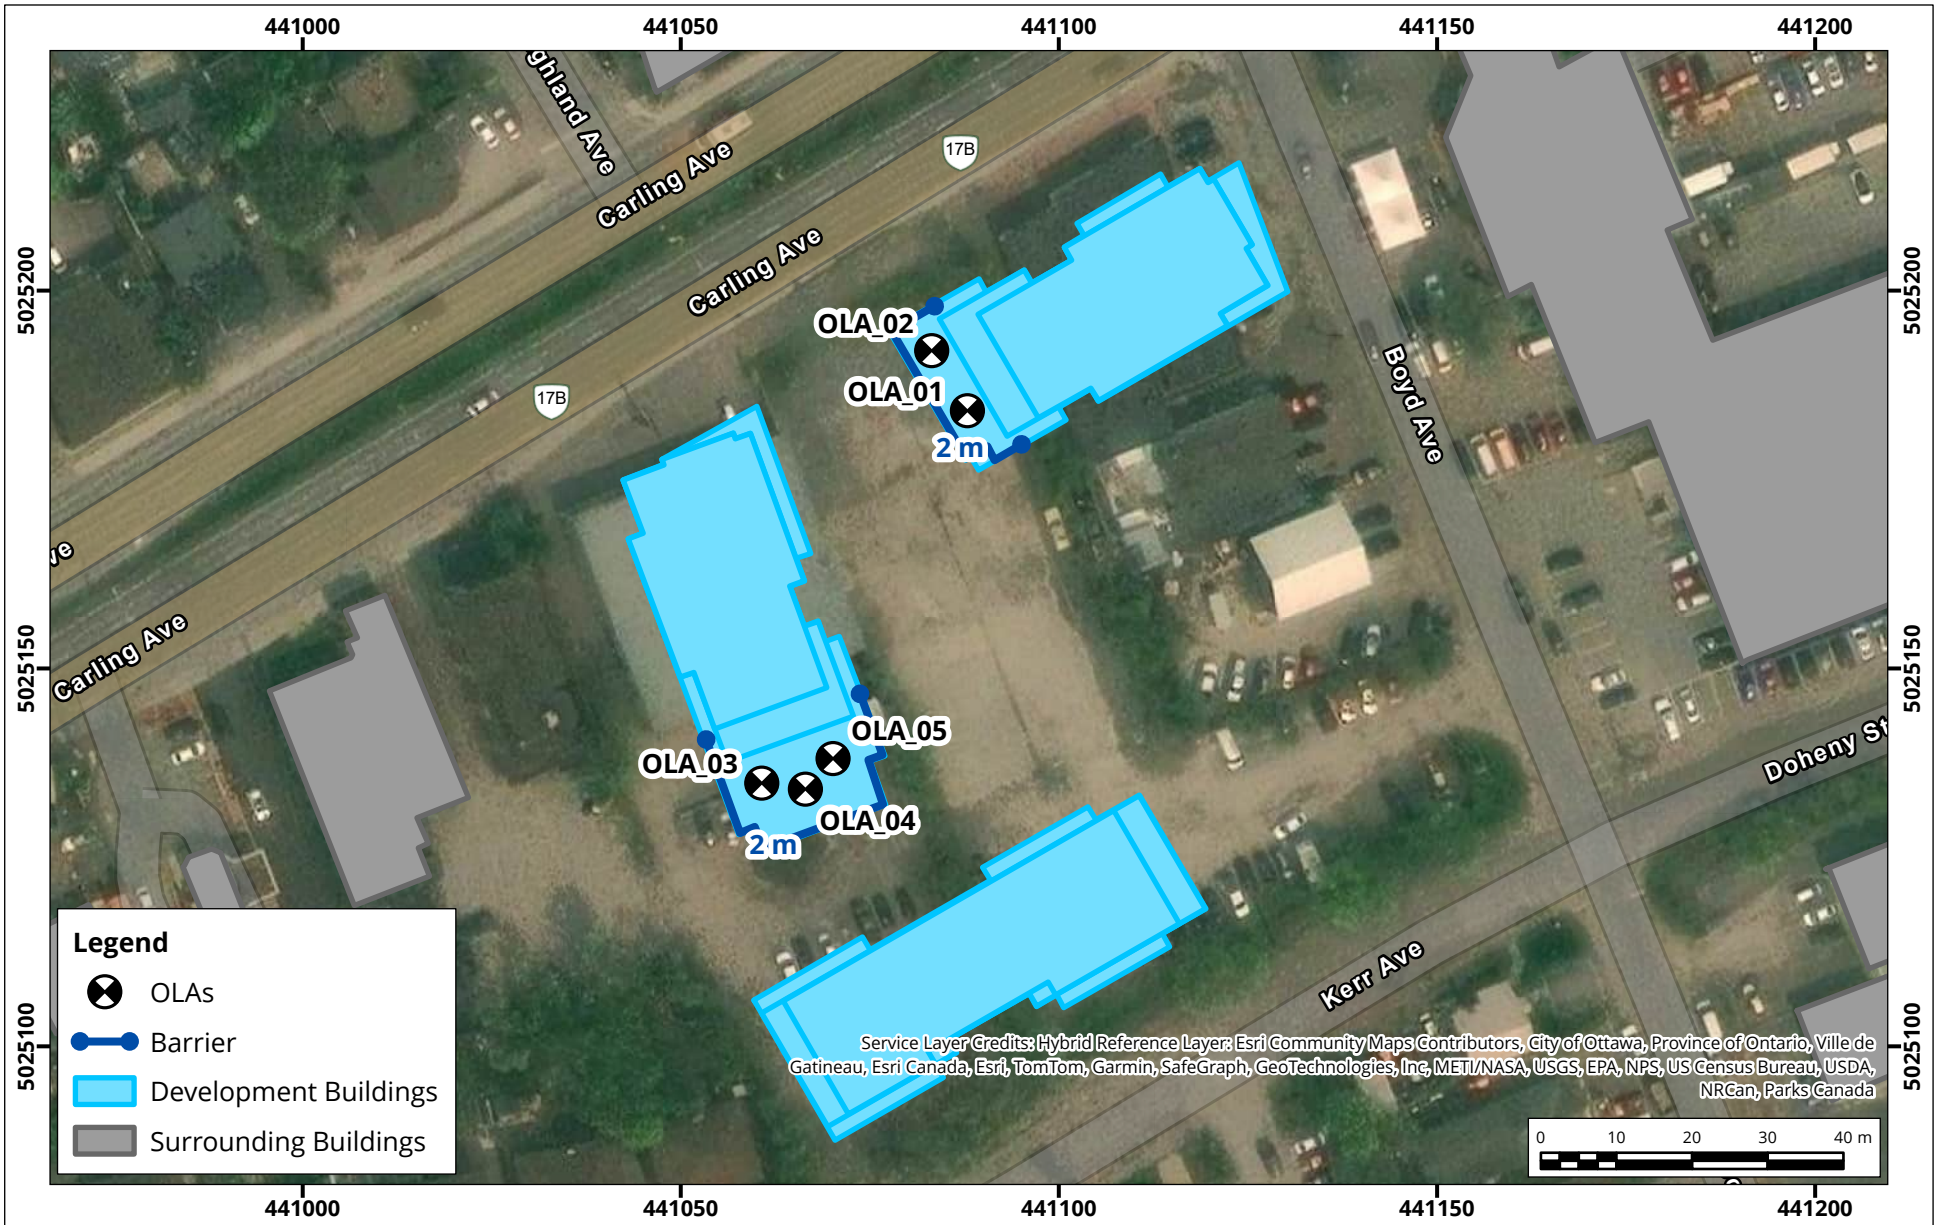 441000
441050
441100
441150
441200
ghland Ave
Carling Ave
17B
Carling Ave
5025200
5025200
OLA_02
OLA_01
2 m
17B
Boyd Ave
ve
Carling Ave
5025150
5025150
OLA_05
OLA_03
OLA_04
2 m
Doheny St
Kerr Ave
Legend
OLAs
Barrier
Development Buildings
Surrounding Buildings
5025100
5025100
Service Layer Credits: Hybrid Reference Layer: Esri Community Maps Contributors, City of Ottawa, Province of Ontario, Ville de
Gatineau, Esri Canada, Esri, TomTom, Garmin, SafeGraph, GeoTechnologies, Inc, METI/NASA, USGS, EPA, NPS, US Census Bureau, USDA,
NRCan, Parks Canada
0 10 20 30 40 m
441000
441050
441100
441150
441200